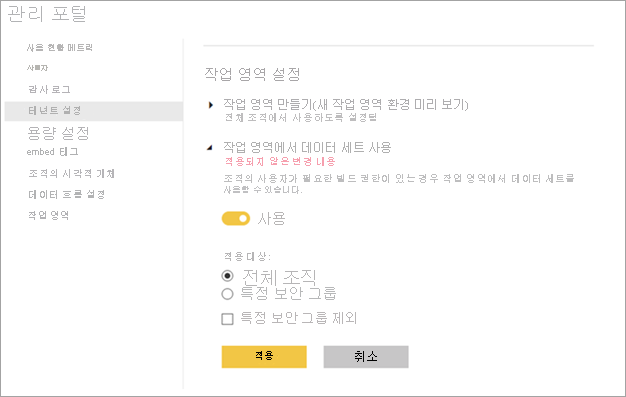 관리 포털
사용 현황 메트릭
사용자
감사 로그
테넌트 설정
용량 설정
embed 태그
조직의 시각적 개체
데이터 흐름 설정
작업 영역
작업 영역 설정
작업 영역 만들기(새 작업 영역 환경 미리 보기)
전체 조직에서 사용하도록 설정됨
작업 영역에서 데이터 세트 사용
적용되지 않은 변경 내용
조직의 사용자가 필요한 빌드 권한이 있는 경우 작업 영역에서 데이터 세트를
사용할 수 있습니다.
사용
적용 대상:
전체 조직
특정 보안 그룹
특정 보안 그룹 제외
적용
취소